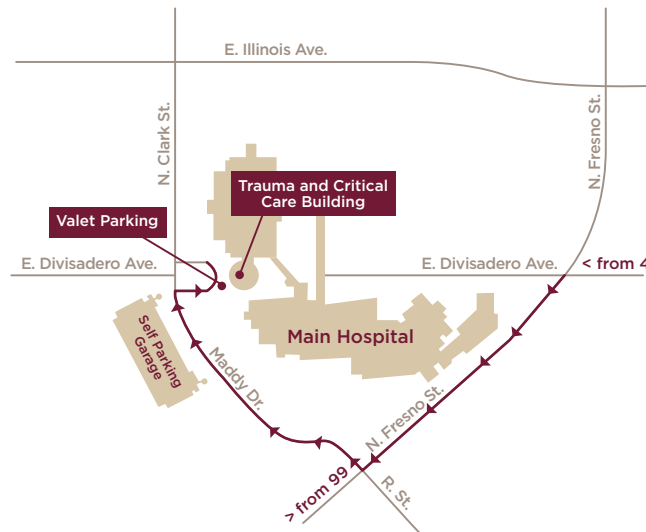 E. Illinois Ave.
N. Clark St.
N. Fresno St.
Trauma and Critical
Care Building
Valet Parking
E. Divisadero Ave.
E. Divisadero Ave.
< from 4
Self Parking
Garage
Main Hospital
Maddy Dr.
N. Fresno St.
> from 99
R. St.